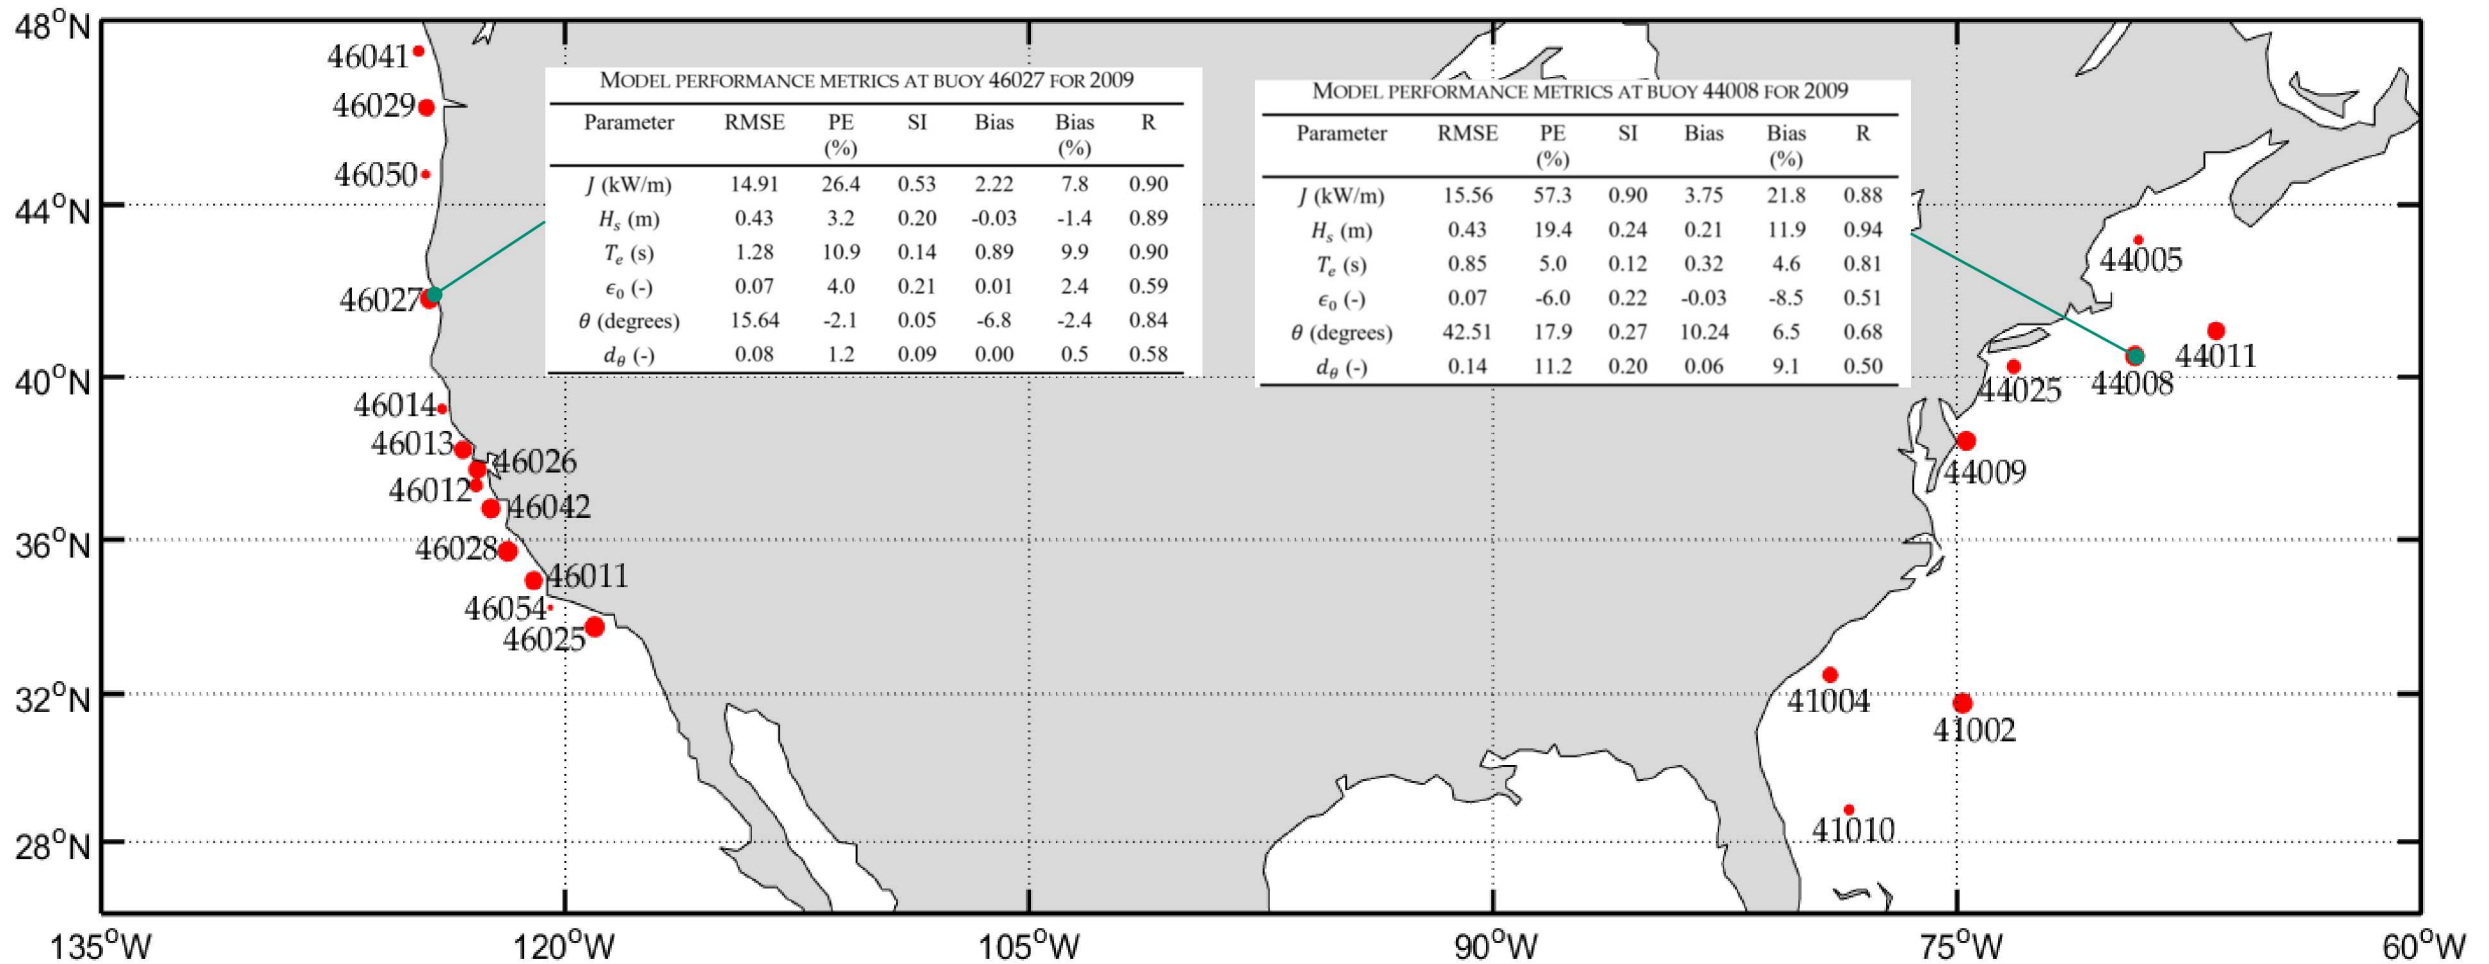 48°N
44°N
40°N
36°N
32°N
28°N
135°W
120°W
105°W
90°W
75°W
60°W
46041
46029
46050
46027
46014
46013
46026
46012
46042
46028
46011
46054
46025
MODEL PERFORMANCE METRICS AT BUOY 46027 FOR 2009
Parameter RMSE PE (%) SI Bias Bias (%) R
J (kW/m) 14.91 26.4 0.53 2.22 7.8 0.90
Hₛ (m) 0.43 3.2 0.20 -0.03 -1.4 0.89
Tₑ (s) 1.28 10.9 0.14 0.89 9.9 0.90
ϵ₀ (-) 0.07 4.0 0.21 0.01 2.4 0.59
θ (degrees) 15.64 -2.1 0.05 -6.8 -2.4 0.84
d_θ (-) 0.08 1.2 0.09 0.00 0.5 0.58
MODEL PERFORMANCE METRICS AT BUOY 44008 FOR 2009
Parameter RMSE PE (%) SI Bias Bias (%) R
J (kW/m) 15.56 57.3 0.90 3.75 21.8 0.88
Hₛ (m) 0.43 19.4 0.24 0.21 11.9 0.94
Tₑ (s) 0.85 5.0 0.12 0.32 4.6 0.81
ϵ₀ (-) 0.07 -6.0 0.22 -0.03 -8.5 0.51
θ (degrees) 42.51 17.9 0.27 10.24 6.5 0.68
d_θ (-) 0.14 11.2 0.20 0.06 9.1 0.50
44005
44011
44008
44025
44009
41004
41002
41010